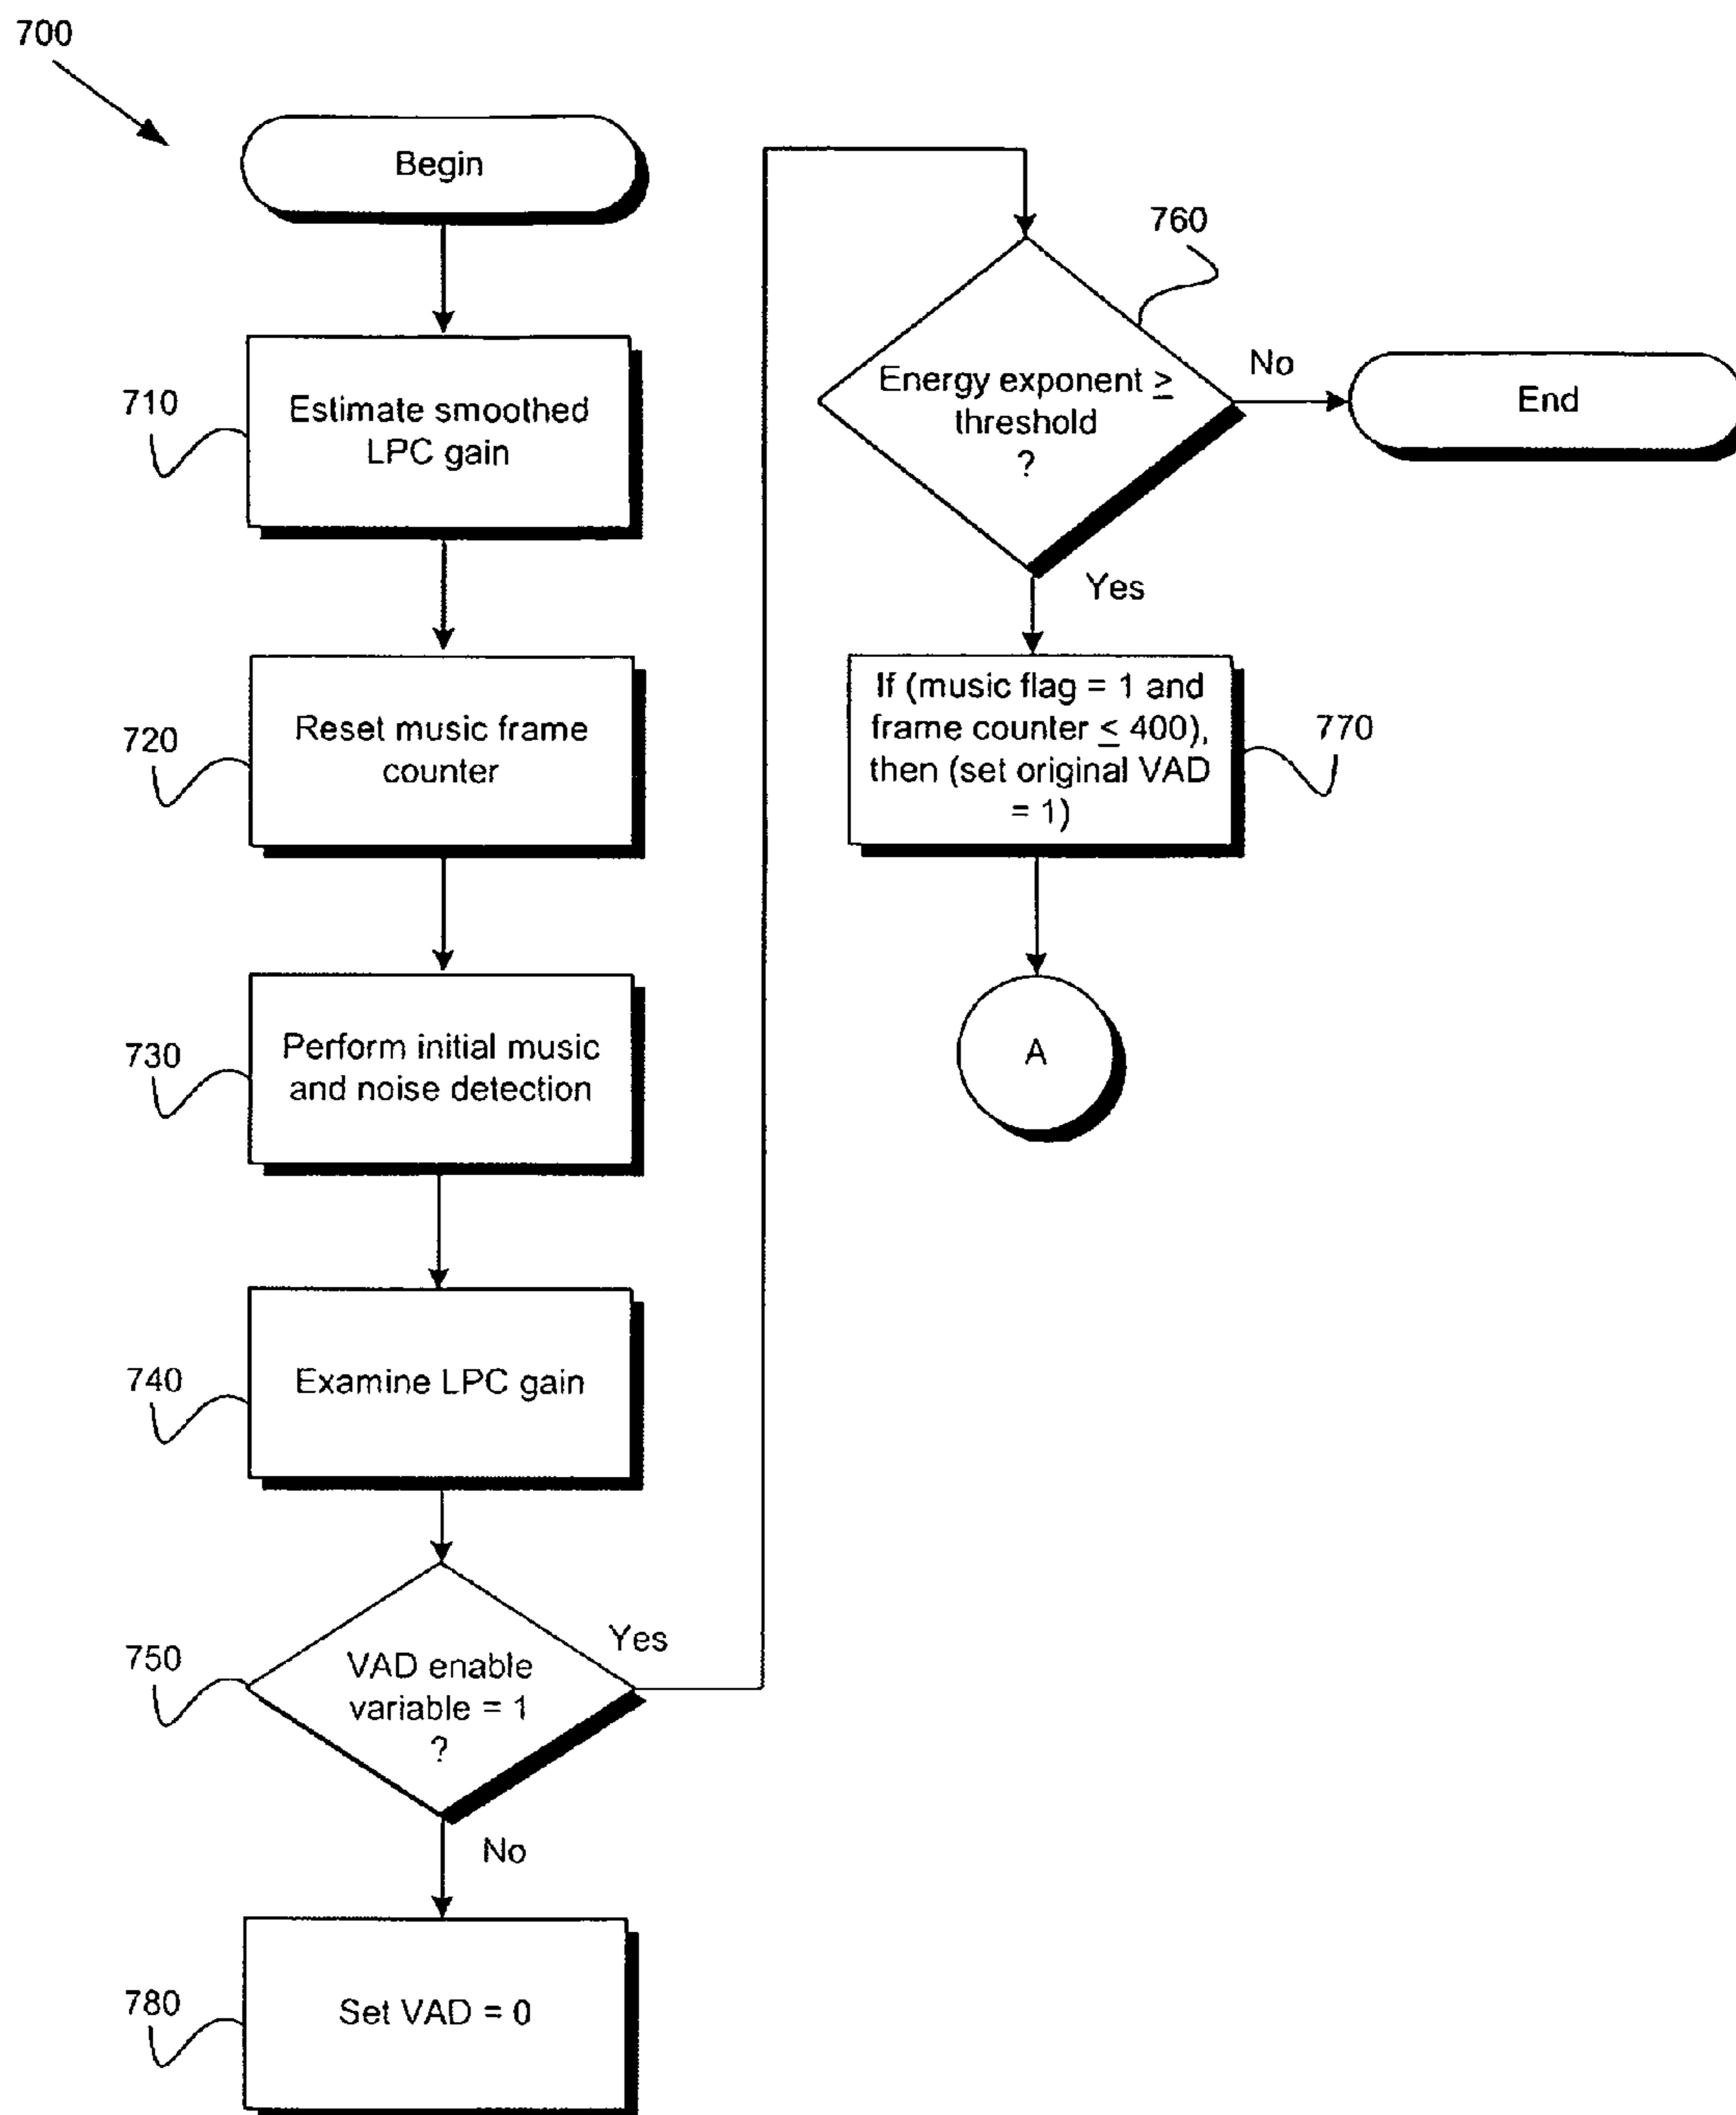 700
Begin
710
Estimate smoothed
LPC gain
720
Reset music frame
counter
730
Perform initial music
and noise detection
740
Examine LPC gain
750
VAD enable
variable = 1
?
Yes
No
780
Set VAD = 0
760
Energy exponent ≥
threshold
?
No
End
Yes
If (music flag = 1 and
frame counter ≤ 400),
then (set original VAD
= 1)
770
A